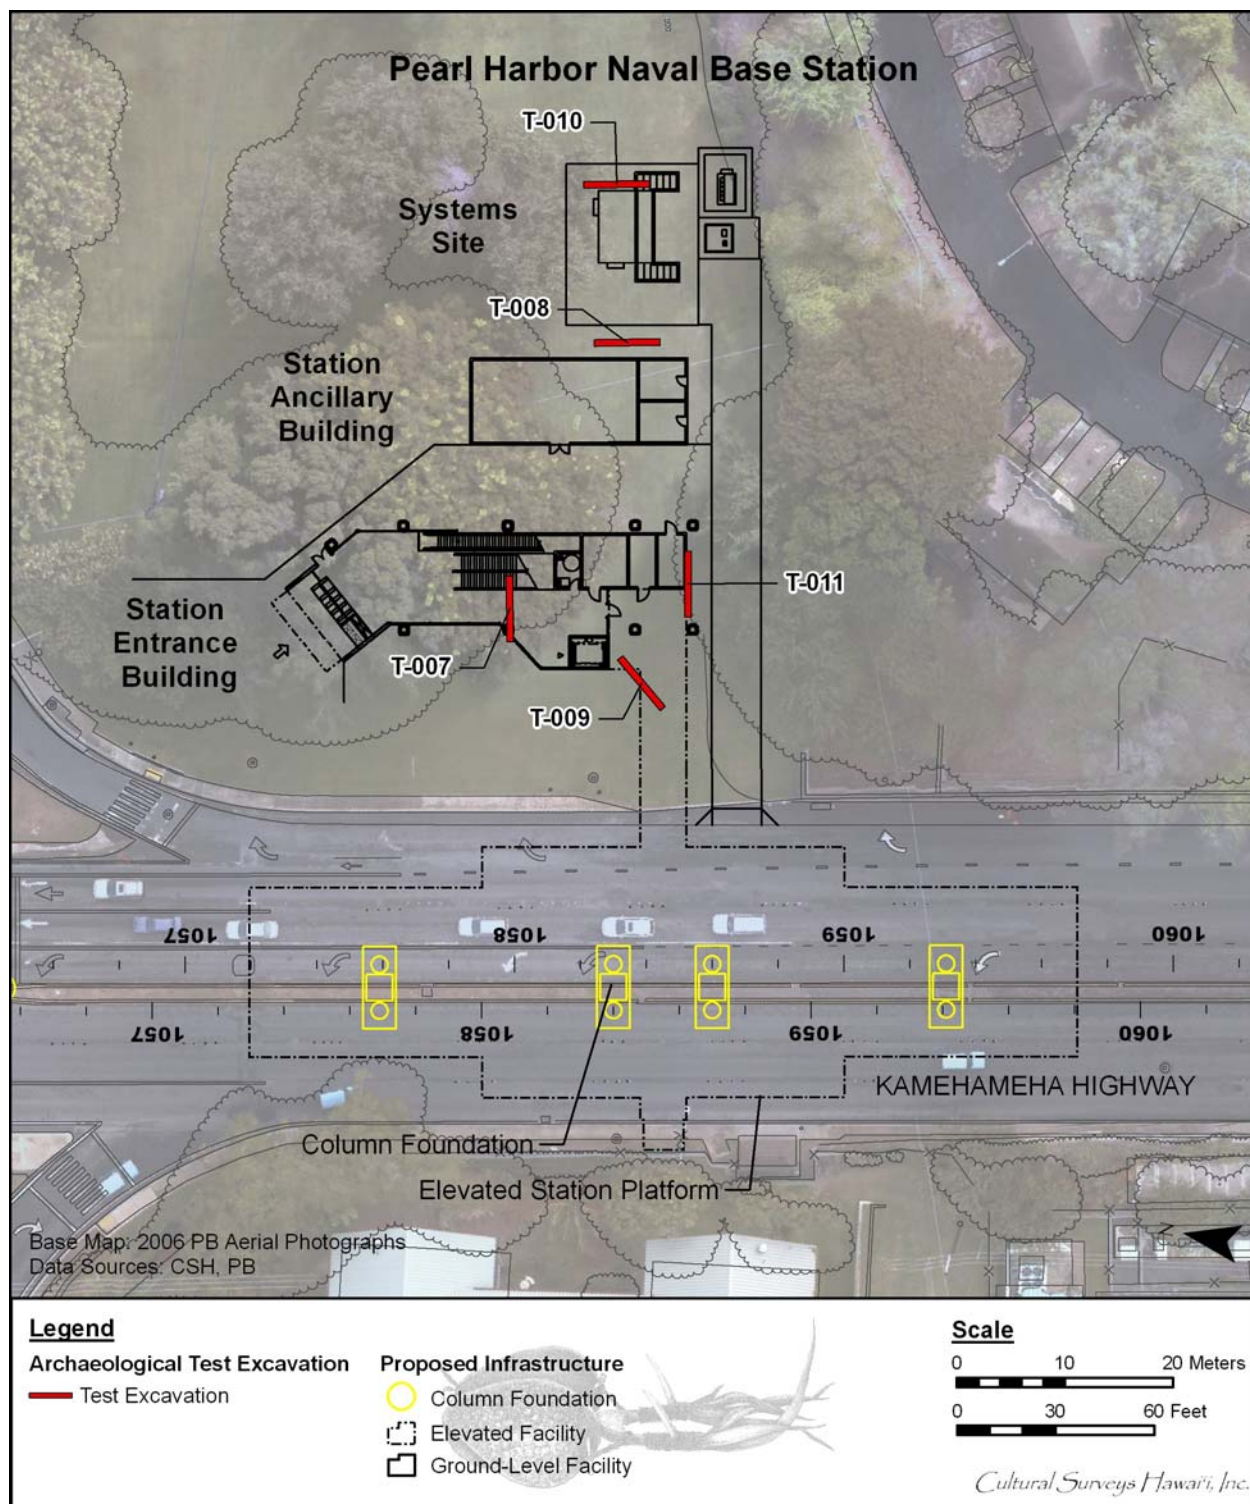 Pearl Harbor Naval Base Station
T-010
Systems
Site
T-008
Station
Ancillary
Building
T-011
Station
Entrance
Building
T-007
T-009
1057
1058
1059
1060
1057
1058
1059
1060
KAMEHAMEHA HIGHWAY
Column Foundation
Elevated Station Platform
N
Base Map: 2006 PB Aerial Photographs
Data Sources: CSH, PB
Legend
Archaeological Test Excavation
Test Excavation
Proposed Infrastructure
Column Foundation
Elevated Facility
Ground-Level Facility
Scale
0 10 20 Meters
0 30 60 Feet
Cultural Surveys Hawai'i, Inc.